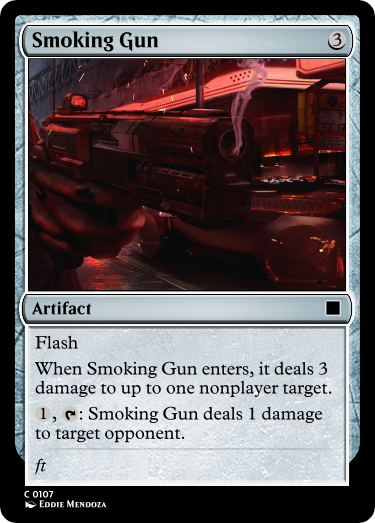 Smoking Gun 3
Artifact
Flash
When Smoking Gun enters, it deals 3
damage to up to one nonplayer target.
1, : Smoking Gun deals 1 damage
to target opponent.
ft
C 0107
Eddie Mendoza